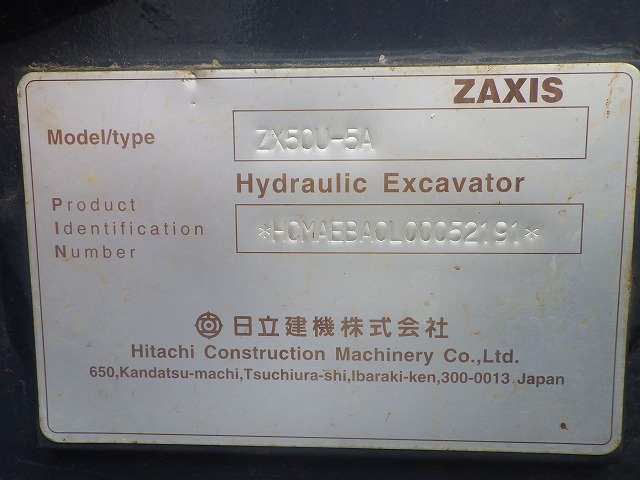 ZAXIS
Model/type
ZX50U-5A
Hydraulic Excavator
Product
Identification
Number
*HCMAEBA0L00052191*
日立建機株式会社
Hitachi Construction Machinery Co.,Ltd.
650,Kandatsu-machi,Tsuchiura-shi,Ibaraki-ken,300-0013 Japan